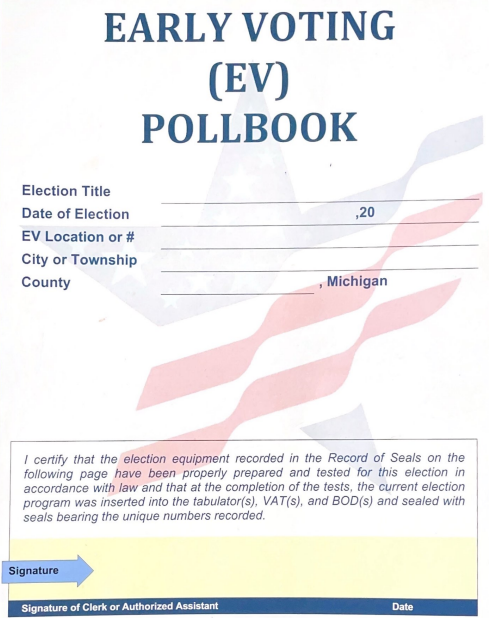 EARLY VOTING
(EV)
POLLBOOK
Election Title
Date of Election ,20
EV Location or #
City or Township
County , Michigan
I certify that the election equipment recorded in the Record of Seals on the
following page have been properly prepared and tested for this election in
accordance with law and that at the completion of the tests, the current election
program was inserted into the tabulator(s), VAT(s), and BOD(s) and sealed with
seals bearing the unique numbers recorded.
Signature
Signature of Clerk or Authorized Assistant Date